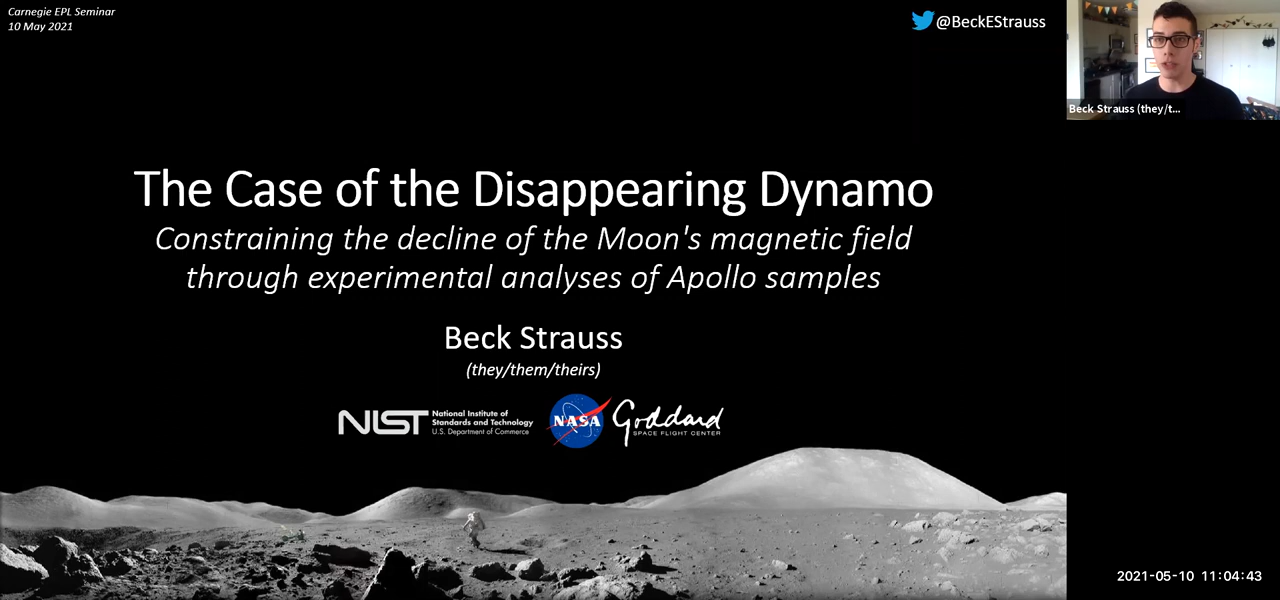 Carnegie EPL Seminar
10 May 2021
@BeckEStrauss
Beck Strauss (they/t...
The Case of the Disappearing Dynamo
Constraining the decline of the Moon's magnetic field
through experimental analyses of Apollo samples
Beck Strauss
(they/them/theirs)
NIST
National Institute of
Standards and Technology
U.S. Department of Commerce
NASA
Goddard
SPACE FLIGHT CENTER
2021-05-10 11:04:43